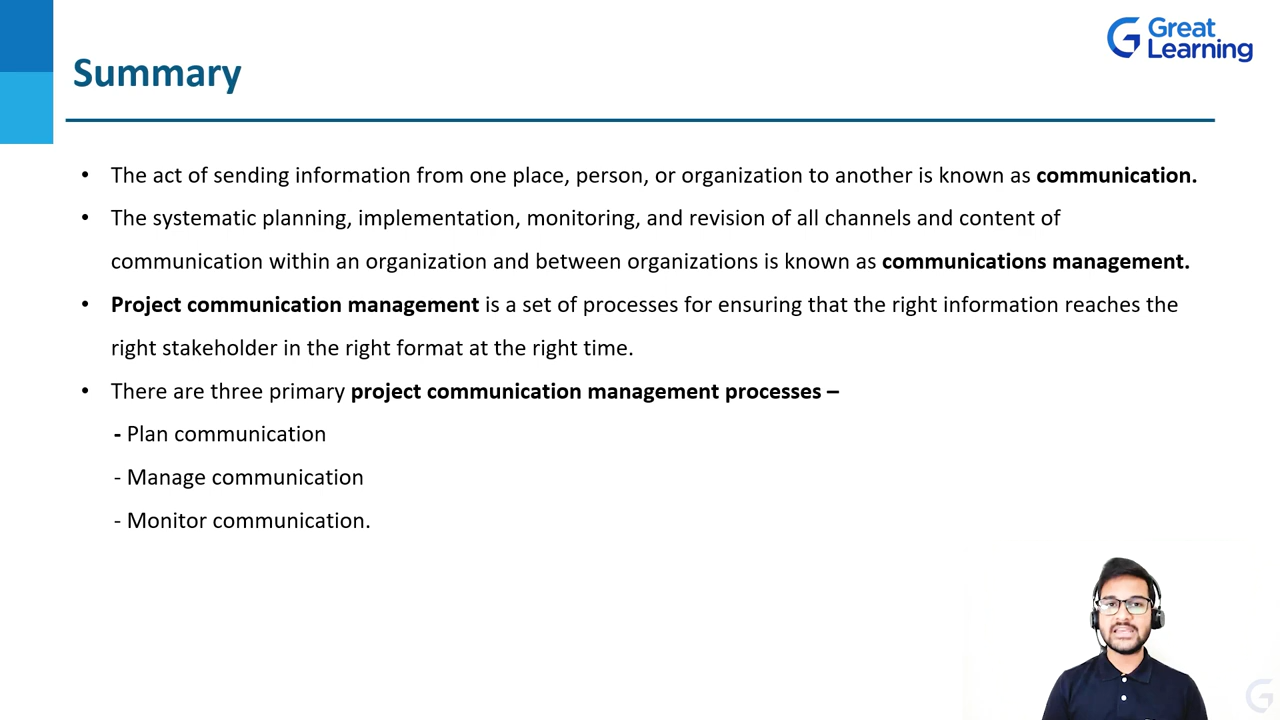 Great
Learning
Summary
• The act of sending information from one place, person, or organization to another is known as communication.
• The systematic planning, implementation, monitoring, and revision of all channels and content of
communication within an organization and between organizations is known as communications management.
• Project communication management is a set of processes for ensuring that the right information reaches the
right stakeholder in the right format at the right time.
• There are three primary project communication management processes –
- Plan communication
- Manage communication
- Monitor communication.